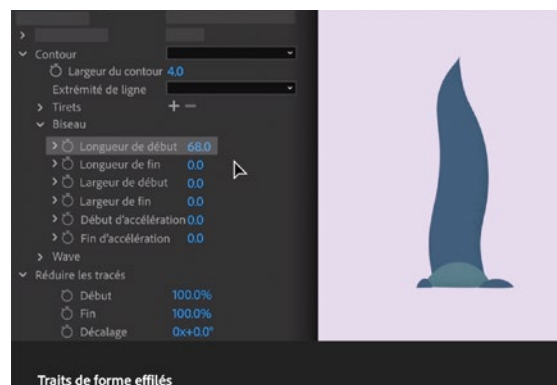 Contour
Largeur du contour 4.0
Extrémité de ligne
Tirets + −
Biseau
Longueur de début 68.0
Longueur de fin 0.0
Largeur de début 0.0
Largeur de fin 0.0
Début d'accélération 0.0
Fin d'accélération 0.0
Wave
Réduire les tracés
Début 100.0%
Fin 100.0%
Décalage 0x+0.0°
Traits de forme effilés